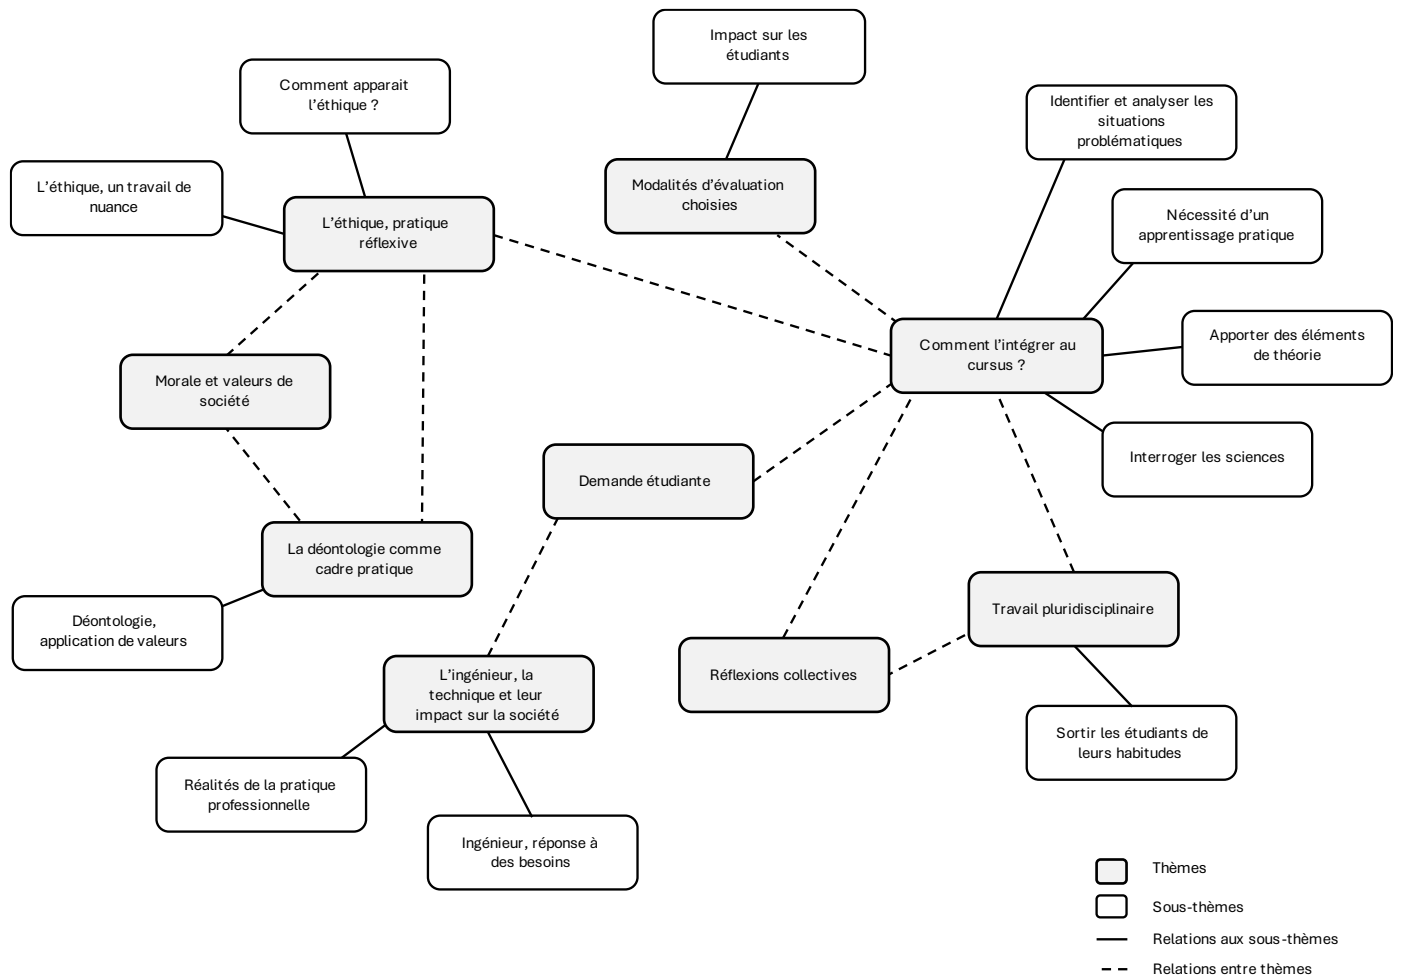 Impact sur les
étudiants
Comment apparait
l'éthique ?
Identifier et analyser les
situations
problématiques
L'éthique, un travail de
nuance
Modalités d'évaluation
choisies
L'éthique, pratique
réflexive
Nécessité d'un
apprentissage pratique
Comment l'intégrer au
cursus ?
Apporter des éléments
de théorie
Morale et valeurs de
société
Interroger les sciences
Demande étudiante
La déontologie comme
cadre pratique
Déontologie,
application de valeurs
Travail pluridisciplinaire
L'ingénieur, la
technique et leur
impact sur la société
Réflexions collectives
Sortir les étudiants de
leurs habitudes
Réalités de la pratique
professionnelle
Ingénieur, réponse à
des besoins
Thèmes
Sous-thèmes
Relations aux sous-thèmes
Relations entre thèmes